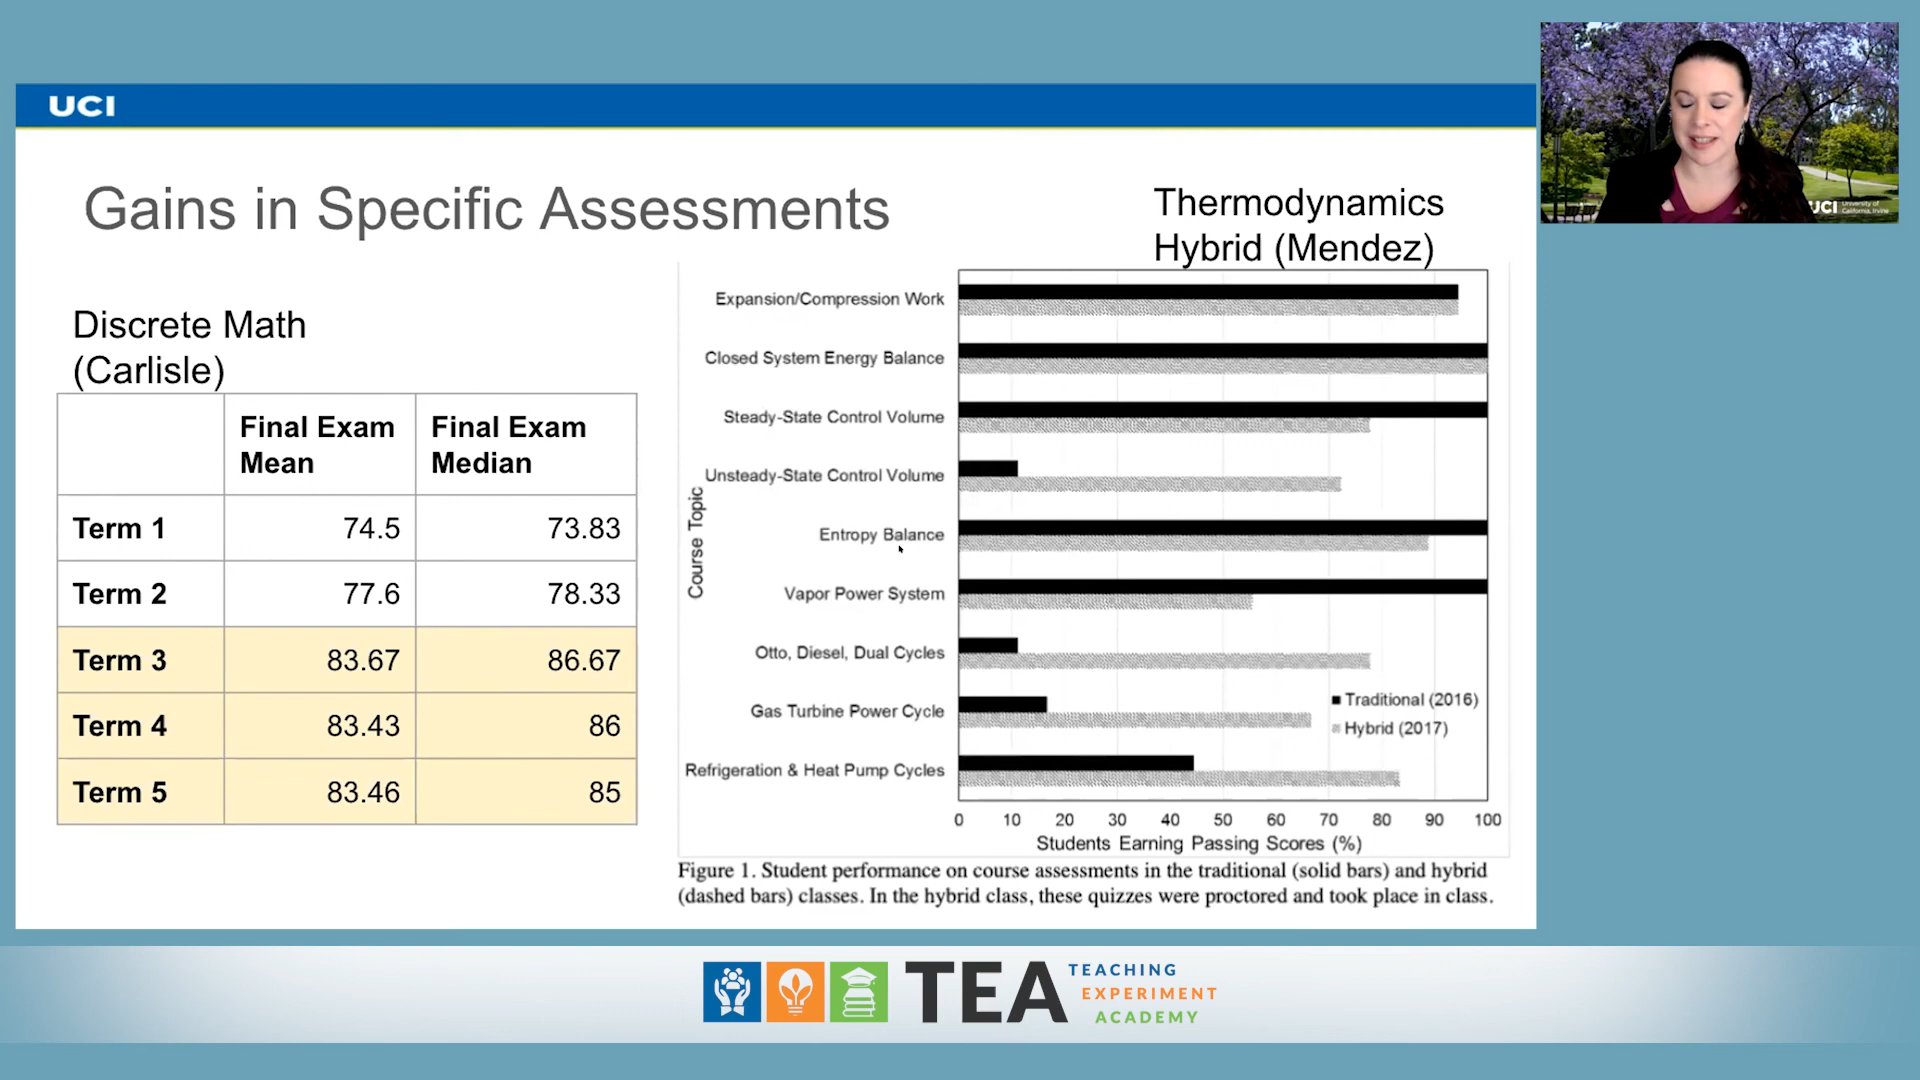 UCI
Gains in Specific Assessments
Discrete Math
(Carlisle)
Final Exam Mean
Final Exam Median
Term 1 74.5 73.83
Term 2 77.6 78.33
Term 3 83.67 86.67
Term 4 83.43 86
Term 5 83.46 85
Thermodynamics
Hybrid (Mendez)
Course Topic
Expansion/Compression Work
Closed System Energy Balance
Steady-State Control Volume
Unsteady-State Control Volume
Entropy Balance
Vapor Power System
Otto, Diesel, Dual Cycles
Gas Turbine Power Cycle
Refrigeration & Heat Pump Cycles
Traditional (2016)
Hybrid (2017)
0 10 20 30 40 50 60 70 80 90 100
Students Earning Passing Scores (%)
Figure 1. Student performance on course assessments in the traditional (solid bars) and hybrid
(dashed bars) classes. In the hybrid class, these quizzes were proctored and took place in class.
UCI University of
California, Irvine
TEA
TEACHING
EXPERIMENT
ACADEMY